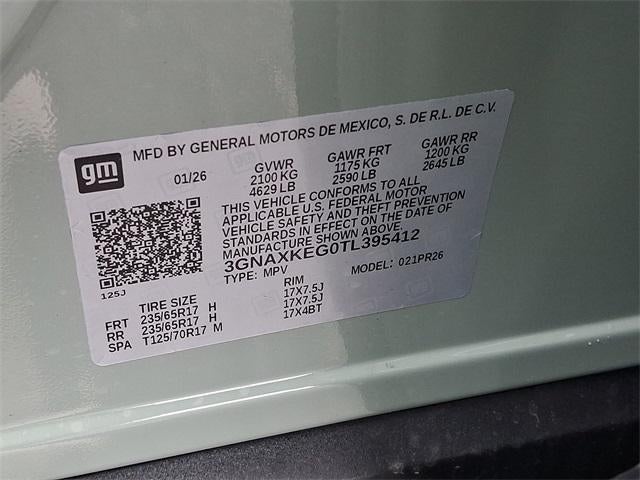 gm
MFD BY GENERAL MOTORS DE MEXICO, S. DE R.L. DE C.V.
01/26 GVWR GAWR FRT GAWR RR
2100 KG 1175 KG 1200 KG
4629 LB 2590 LB 2645 LB
THIS VEHICLE CONFORMS TO ALL
APPLICABLE U.S. FEDERAL MOTOR
VEHICLE SAFETY AND THEFT PREVENTION
STANDARDS IN EFFECT ON THE DATE OF
MANUFACTURE SHOWN ABOVE.
3GNAXKEG0TL395412
TYPE: MPV MODEL: 021PR26
125J
TIRE SIZE RIM
FRT 235/65R17 H 17X7.5J
RR 235/65R17 H 17X7.5J
SPA T125/70R17 M 17X4BT